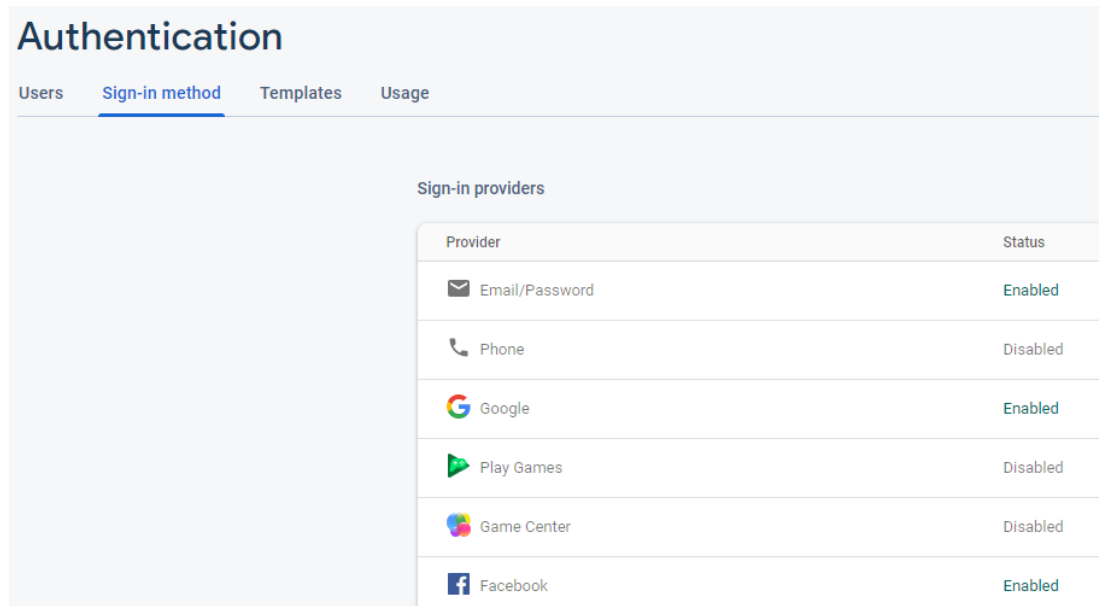 Authentication
Users Sign-in method Templates Usage
Sign-in providers
Provider Status
Email/Password Enabled
Phone Disabled
Google Enabled
Play Games Disabled
Game Center Disabled
Facebook Enabled